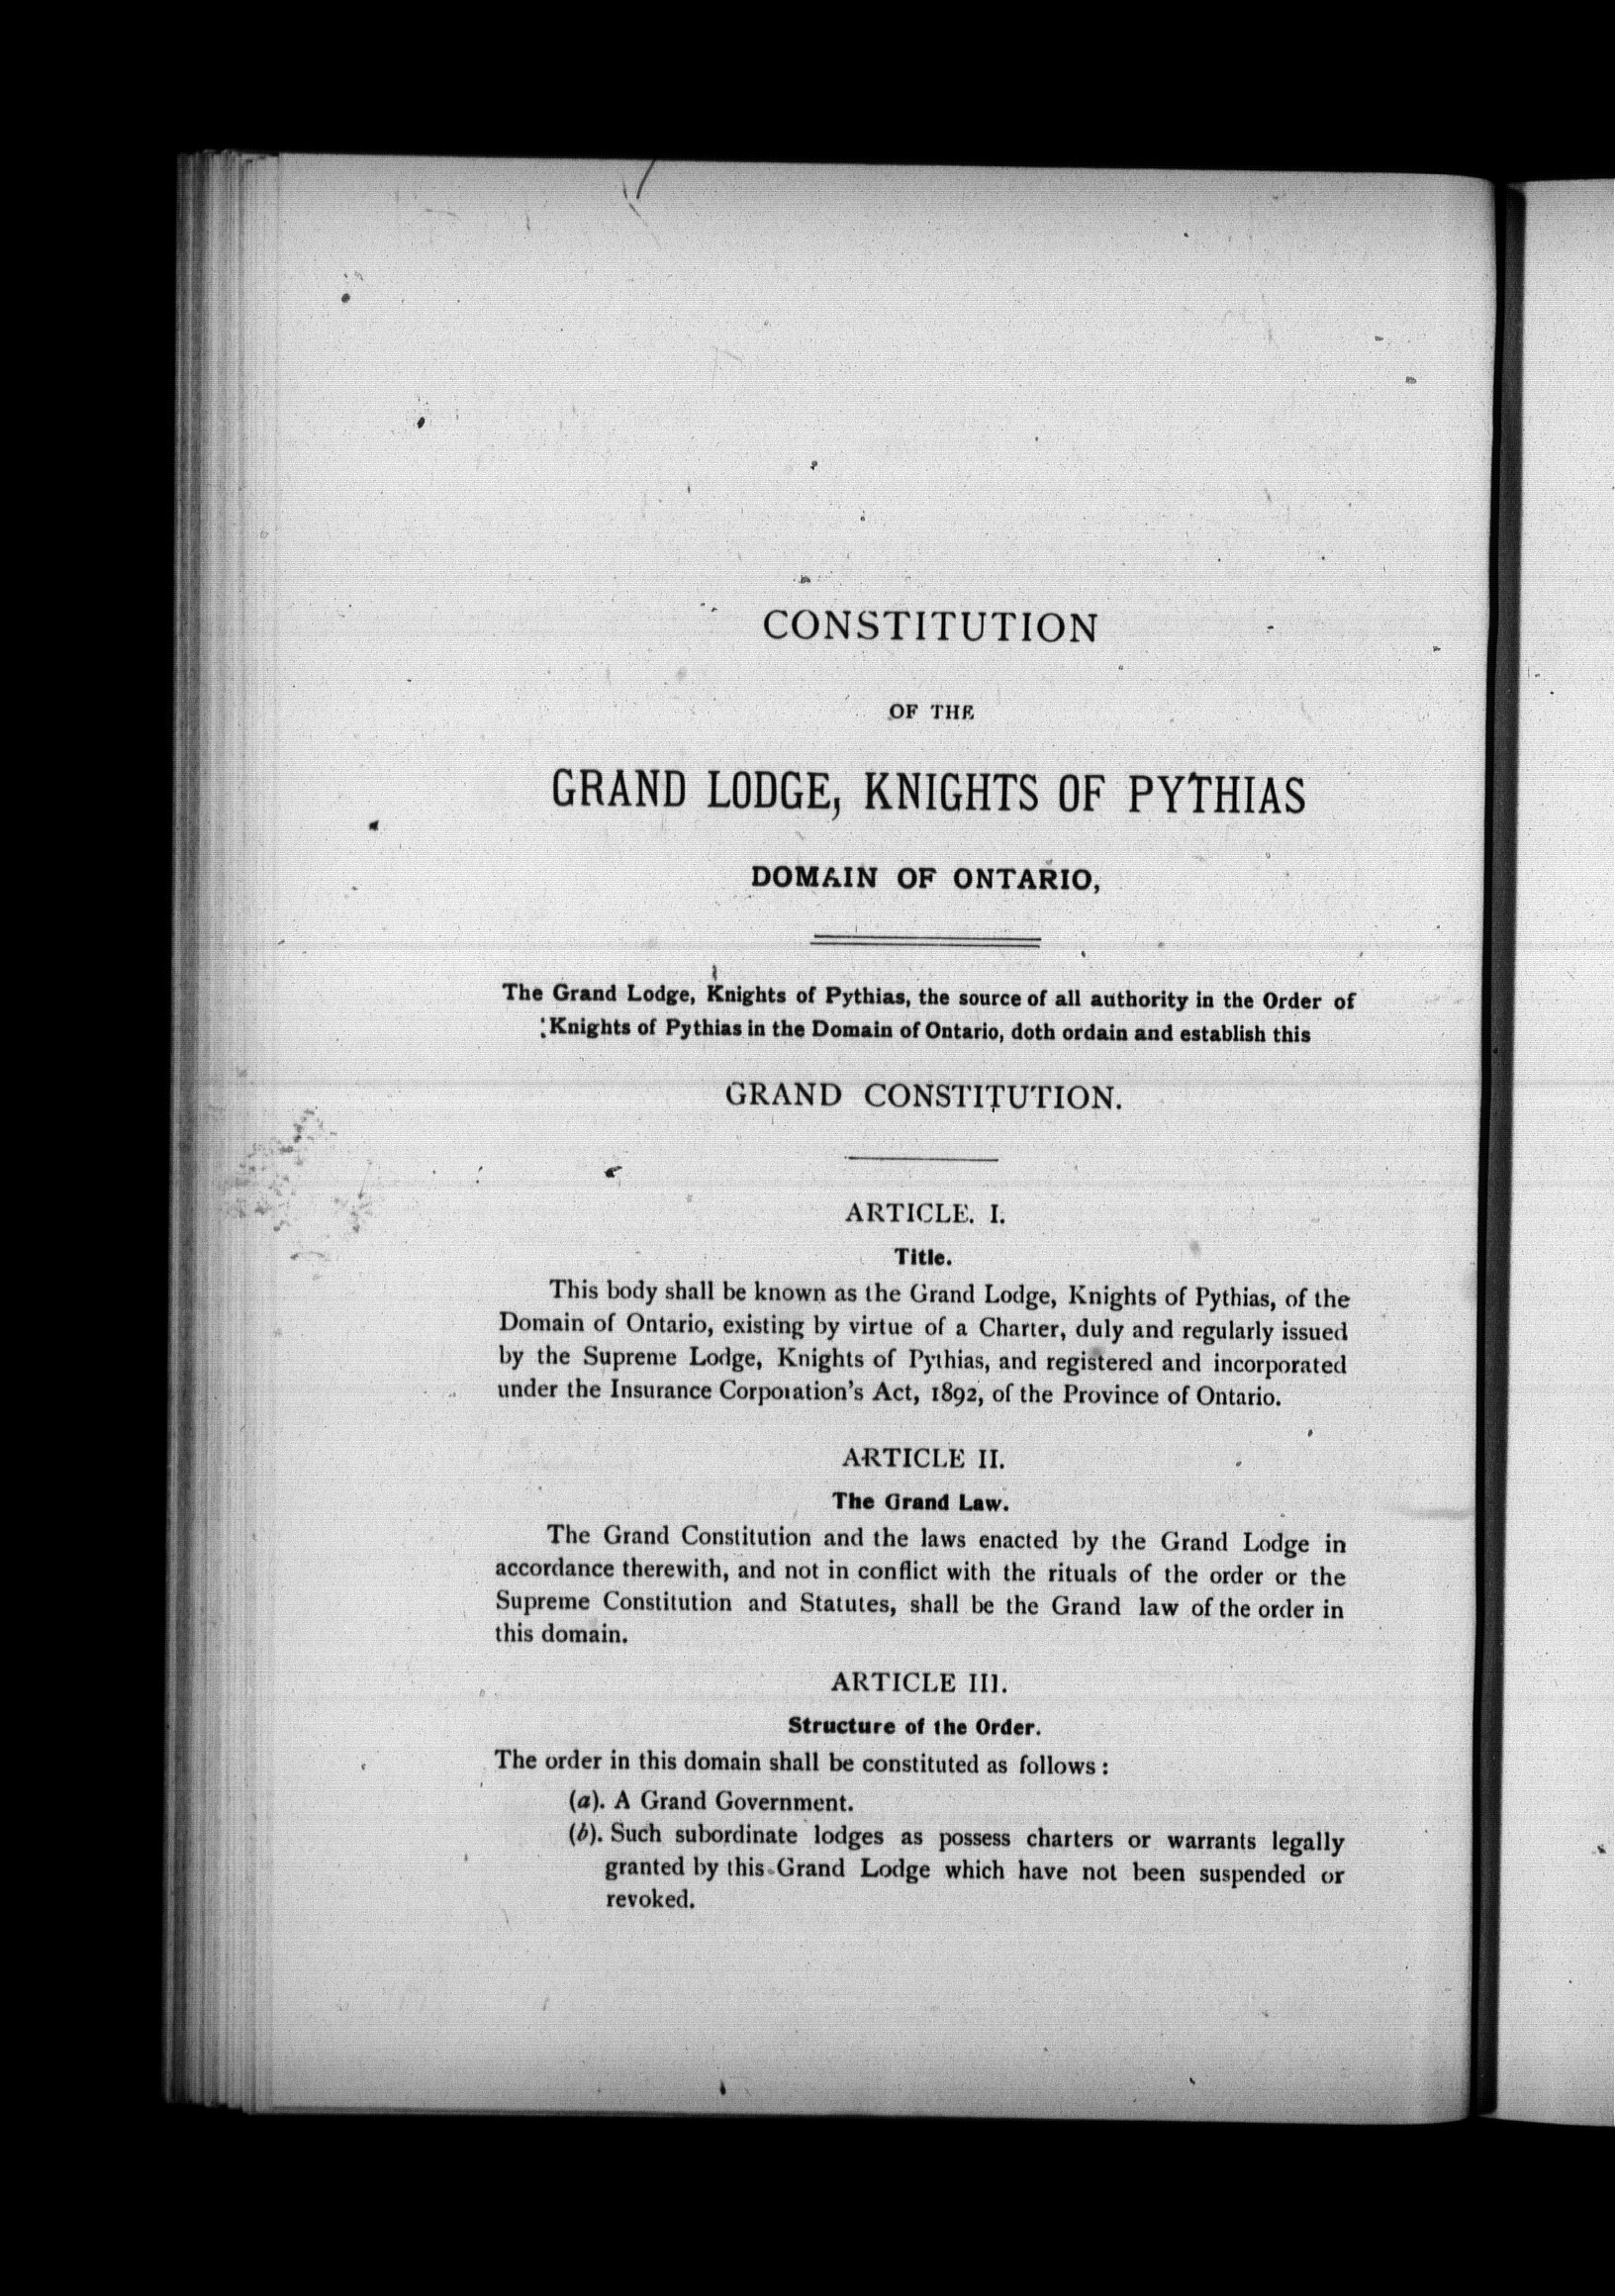 CONSTITUTION
OF THE
GRAND LODGE, KNIGHTS OF PYTHIAS
DOMAIN OF ONTARIO,
The Grand Lodge, Knights of Pythias, the source of all authority in the Order of
Knights of Pythias in the Domain of Ontario, doth ordain and establish this
GRAND CONSTITUTION.
ARTICLE. I.
Title.
This body shall be known as the Grand Lodge, Knights of Pythias, of the
Domain of Ontario, existing by virtue of a Charter, duly and regularly issued
by the Supreme Lodge, Knights of Pythias, and registered and incorporated
under the Insurance Corporation's Act, 1892, of the Province of Ontario.
ARTICLE II.
The Grand Law.
The Grand Constitution and the laws enacted by the Grand Lodge in
accordance therewith, and not in conflict with the rituals of the order or the
Supreme Constitution and Statutes, shall be the Grand law of the order in
this domain.
ARTICLE III.
Structure of the Order.
The order in this domain shall be constituted as follows:
(a). A Grand Government.
(b). Such subordinate lodges as possess charters or warrants legally
granted by this Grand Lodge which have not been suspended or
revoked.